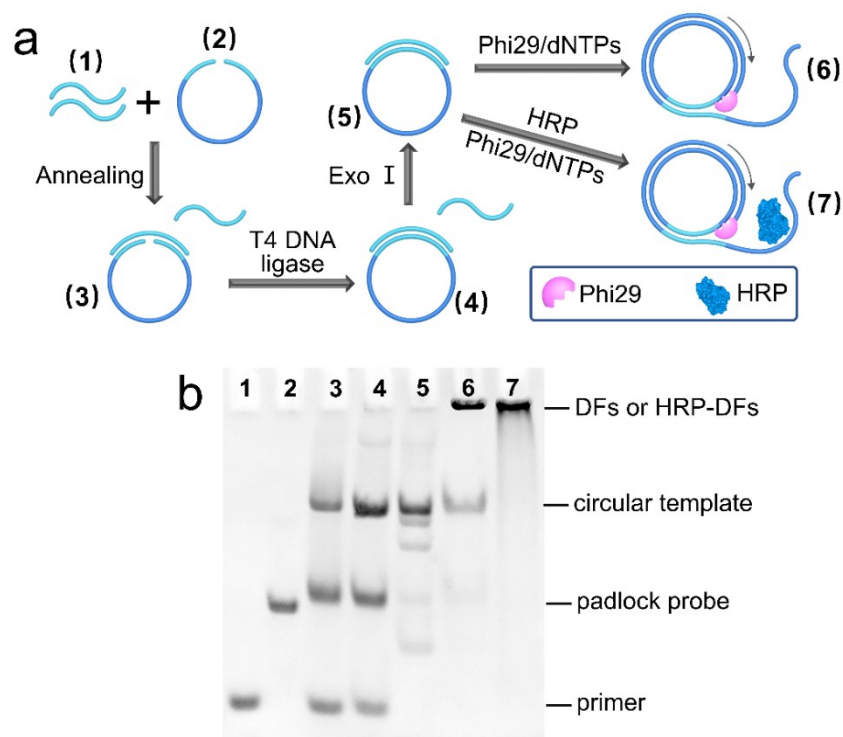 a
(1)
(2)
+
Annealing
(3)
T4 DNA
ligase
(4)
Exo I
(5)
Phi29/dNTPs
(6)
HRP
Phi29/dNTPs
(7)
Phi29
HRP
b
1 2 3 4 5 6 7
DFs or HRP-DFs
circular template
padlock probe
primer